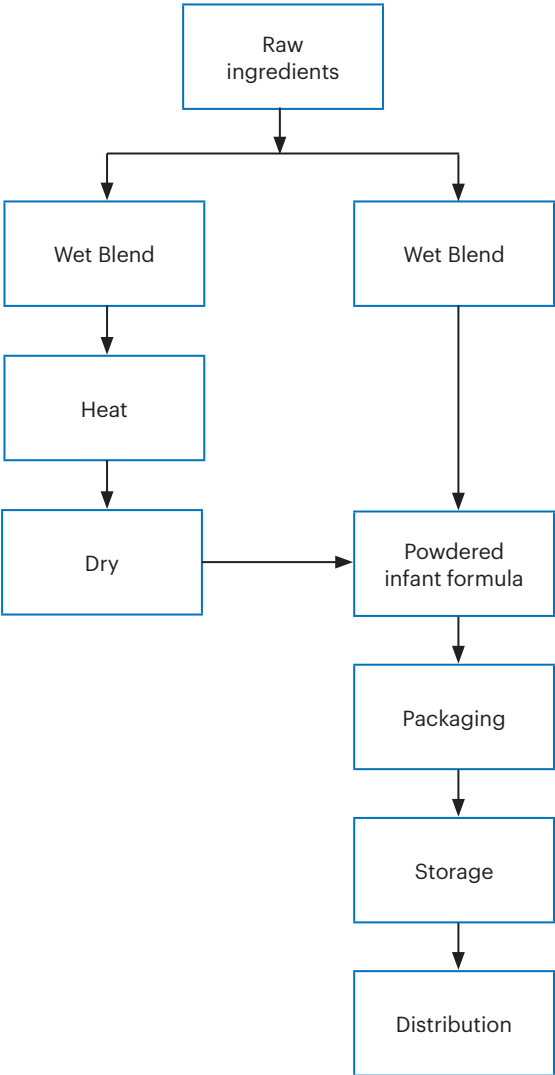 Raw
ingredients
Wet Blend
Wet Blend
Heat
Dry
Powdered
infant formula
Packaging
Storage
Distribution